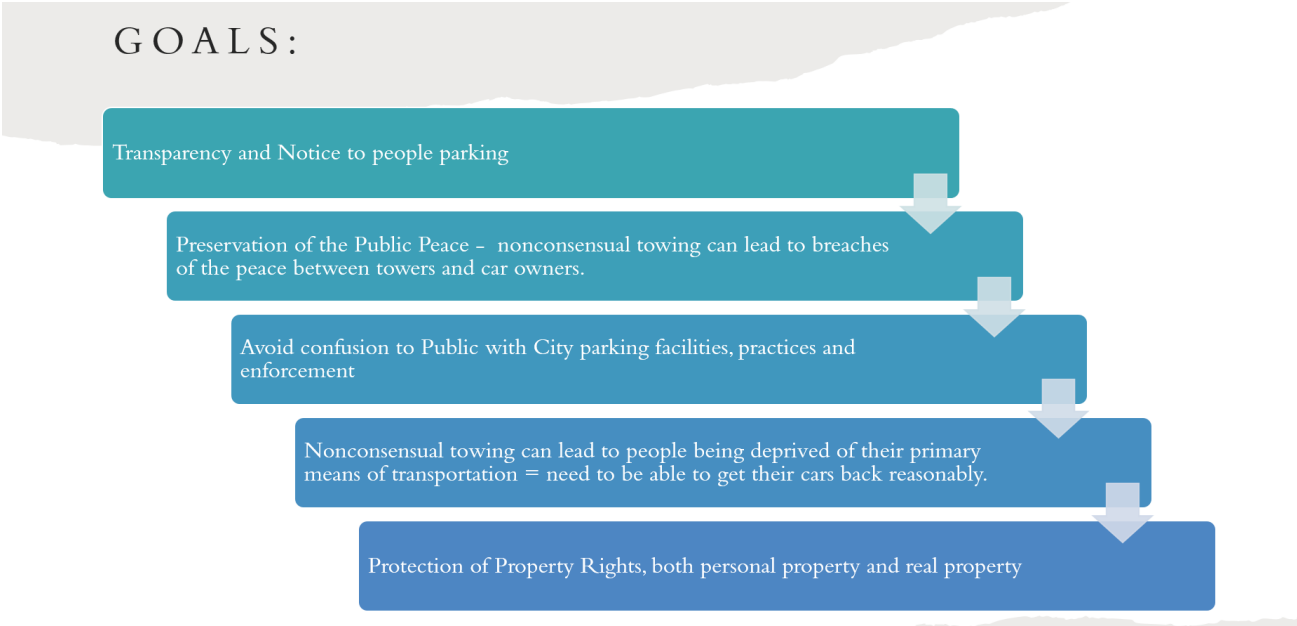 GOALS:
Transparency and Notice to people parking
Preservation of the Public Peace - nonconsensual towing can lead to breaches
of the peace between towers and car owners.
Avoid confusion to Public with City parking facilities, practices and
enforcement
Nonconsensual towing can lead to people being deprived of their primary
means of transportation = need to be able to get their cars back reasonably.
Protection of Property Rights, both personal property and real property